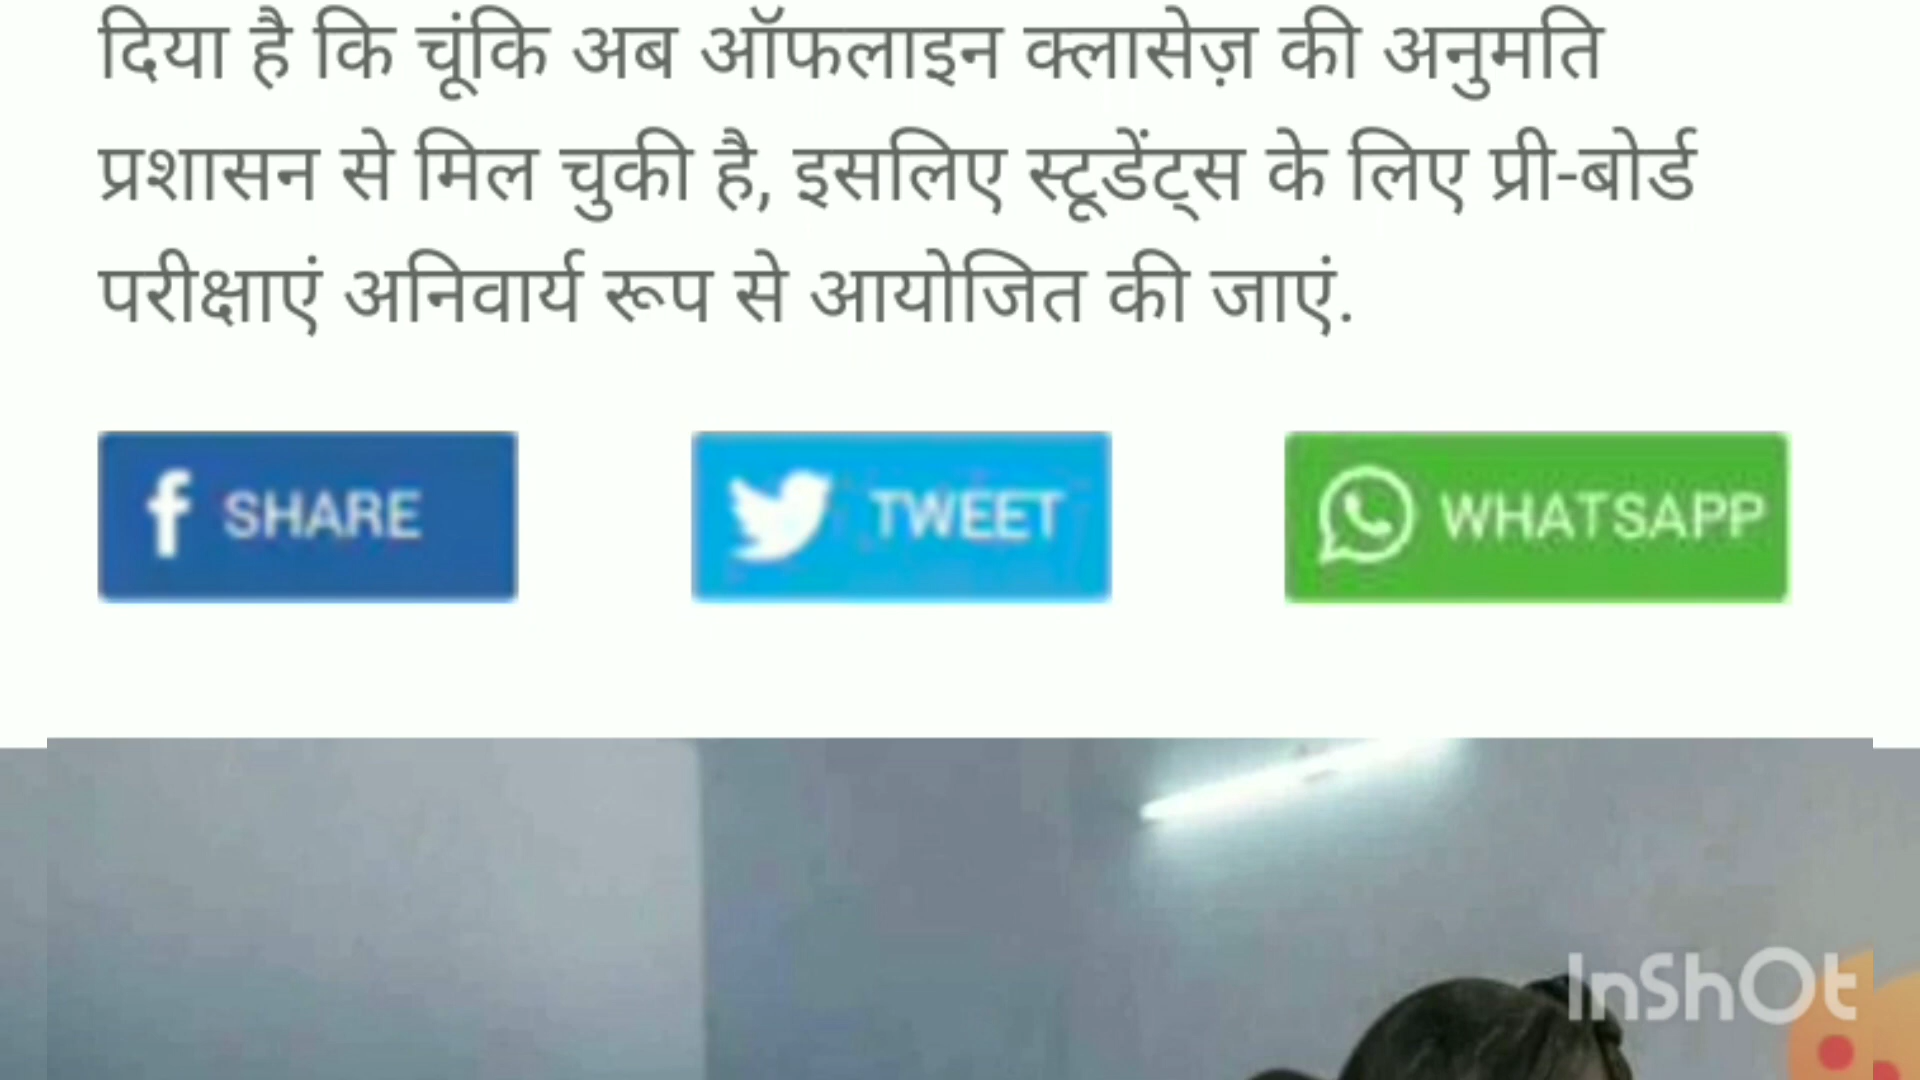 दिया है कि चूंकि अब ऑफलाइन क्लासेज़ की अनुमति
प्रशासन से मिल चुकी है, इसलिए स्टूडेंट्स के लिए प्री-बोर्ड
परीक्षाएं अनिवार्य रूप से आयोजित की जाएं.
f SHARE
TWEET
WHATSAPP
InShOt